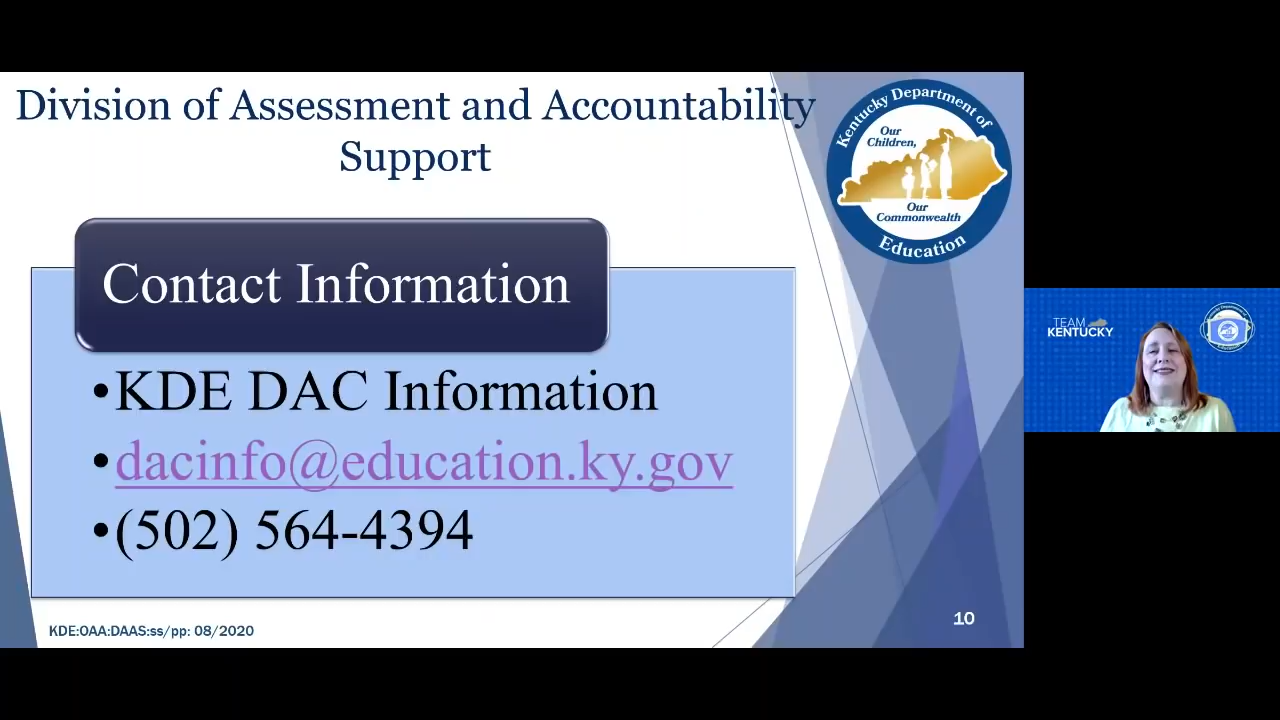 Division of Assessment and Accountability
Support
Kentucky Department of
Our
Children,
Our
Commonwealth
Education
Contact Information
•KDE DAC Information
•dacinfo@education.ky.gov
•(502) 564-4394
TEAM
KENTUCKY
KDE:OAA:DAAS:ss/pp: 08/2020
10